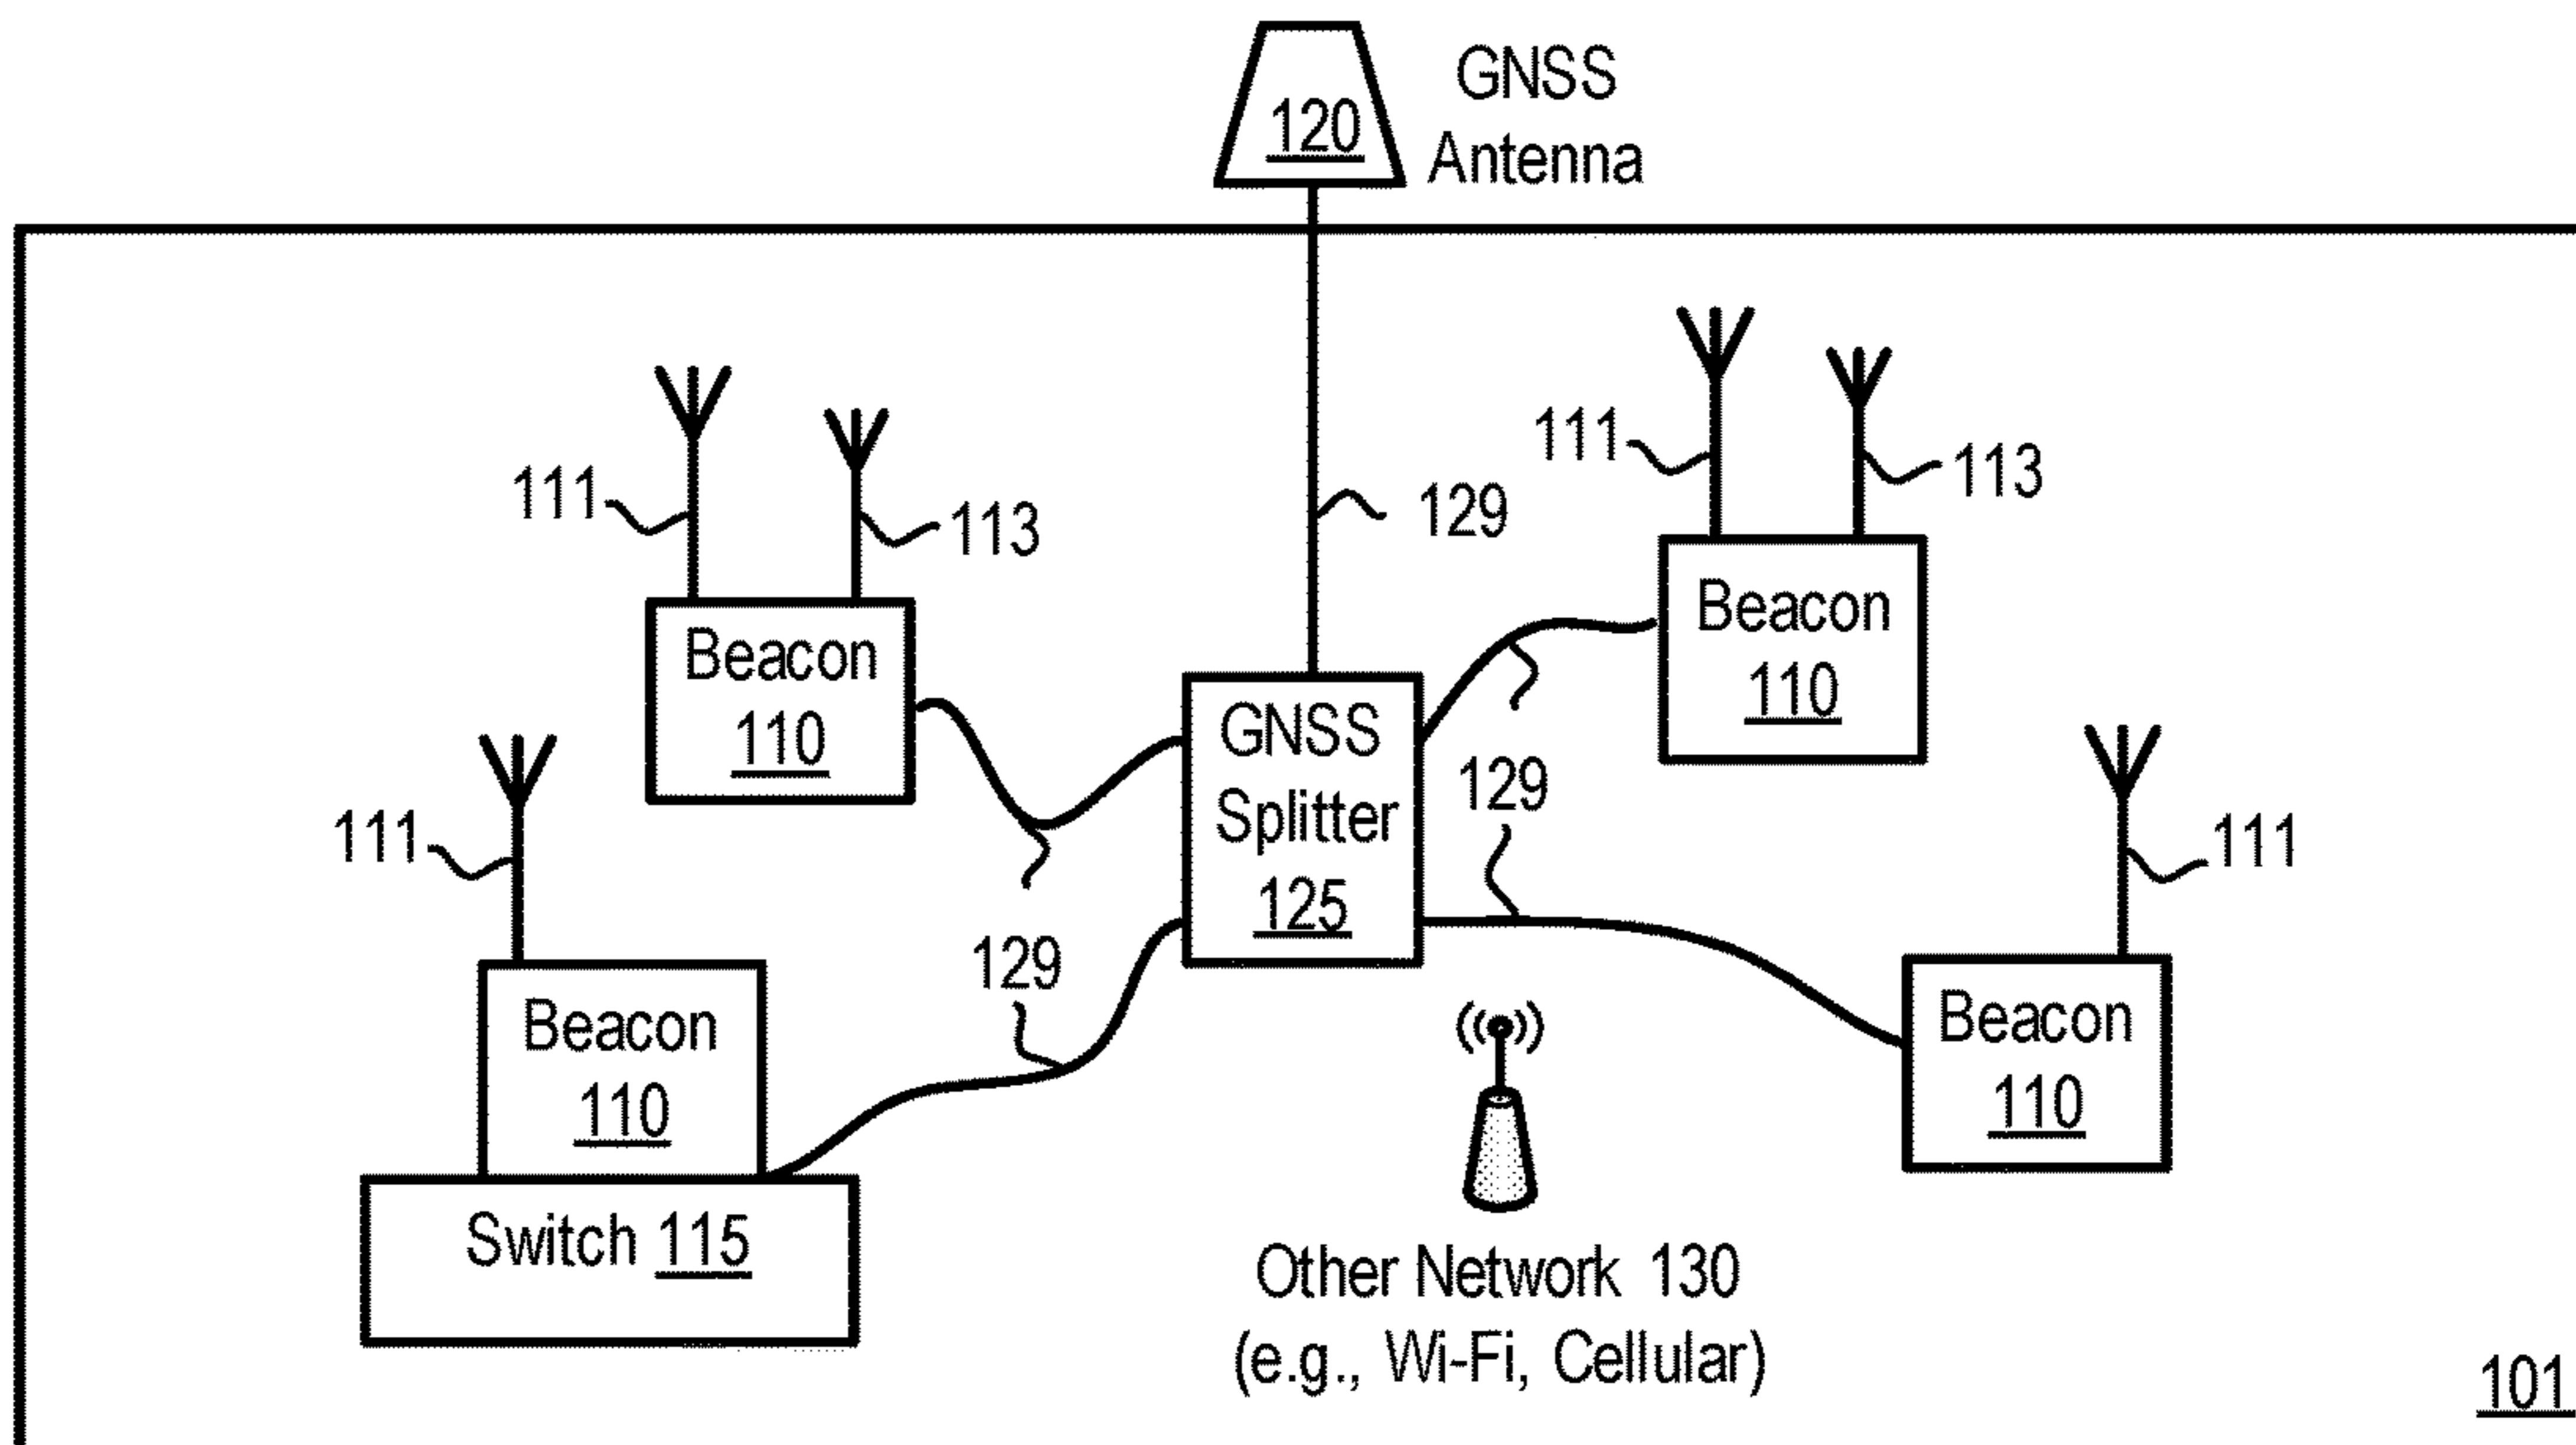 GNSS
Antenna
120
111
113
129
111
113
Beacon
110
Beacon
110
GNSS
Splitter
125
129
129
129
111
111
Beacon
110
Switch 115
Beacon
110
Other Network 130
(e.g., Wi-Fi, Cellular)
101